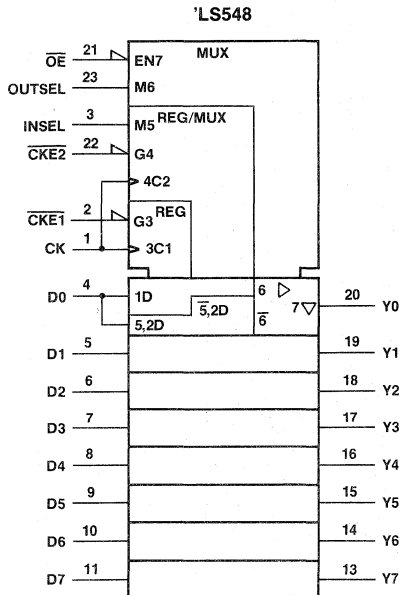 'LS548
OE 21 EN7 MUX
OUTSEL 23 M6
INSEL 3 M5 REG/MUX
CKE2 22 G4
4C2
CKE1 2 G3 REG
CK 1 3C1
D0 4 1D 6 7 20 Y0
5,2D 5,2D 6
D1 5 19 Y1
D2 6 18 Y2
D3 7 17 Y3
D4 8 16 Y4
D5 9 15 Y5
D6 10 14 Y6
D7 11 13 Y7